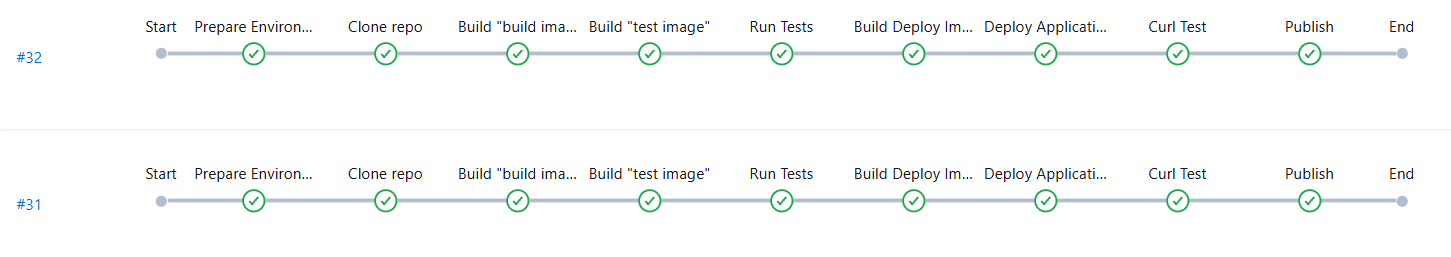 Start Prepare Environ... Clone repo Build "build ima... Build "test image" Run Tests Build Deploy Im... Deploy Applicati... Curl Test Publish End
#32
Start Prepare Environ... Clone repo Build "build ima... Build "test image" Run Tests Build Deploy Im... Deploy Applicati... Curl Test Publish End
#31